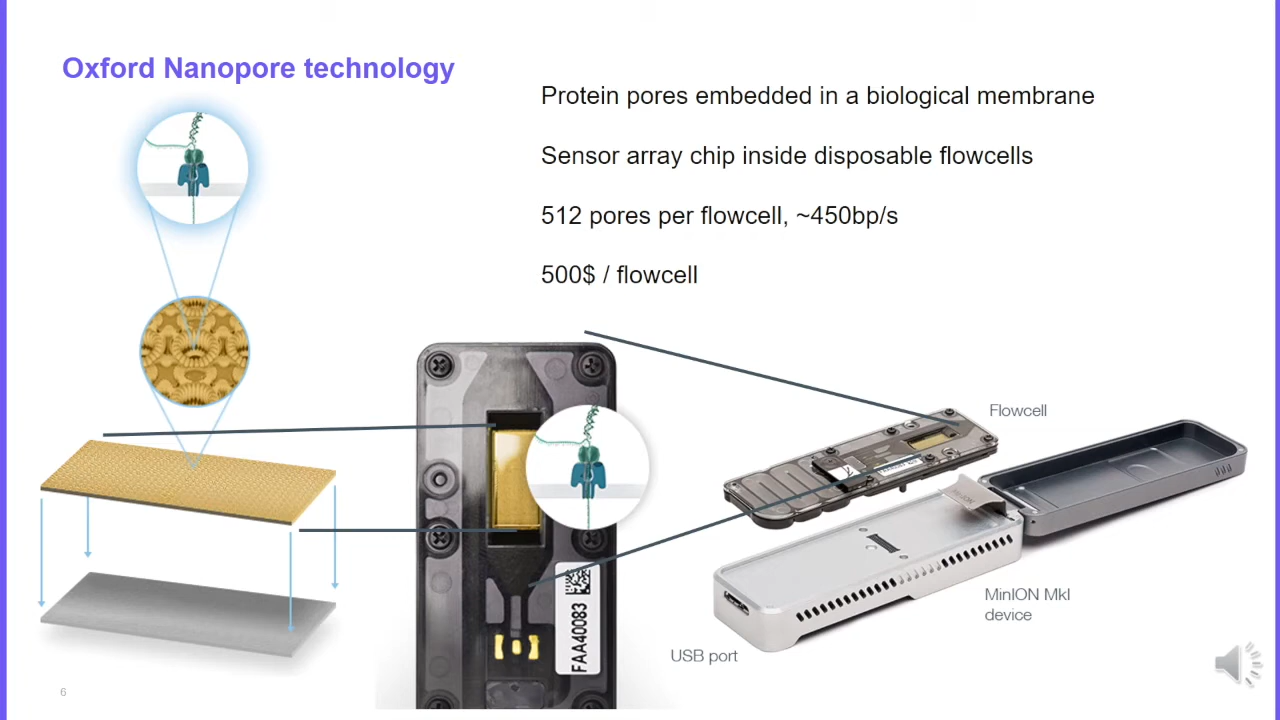 Oxford Nanopore technology
Protein pores embedded in a biological membrane
Sensor array chip inside disposable flowcells
512 pores per flowcell, ~450bp/s
500$ / flowcell
Flowcell
MinION
MinION MkI
device
USB port
FAA40083
6